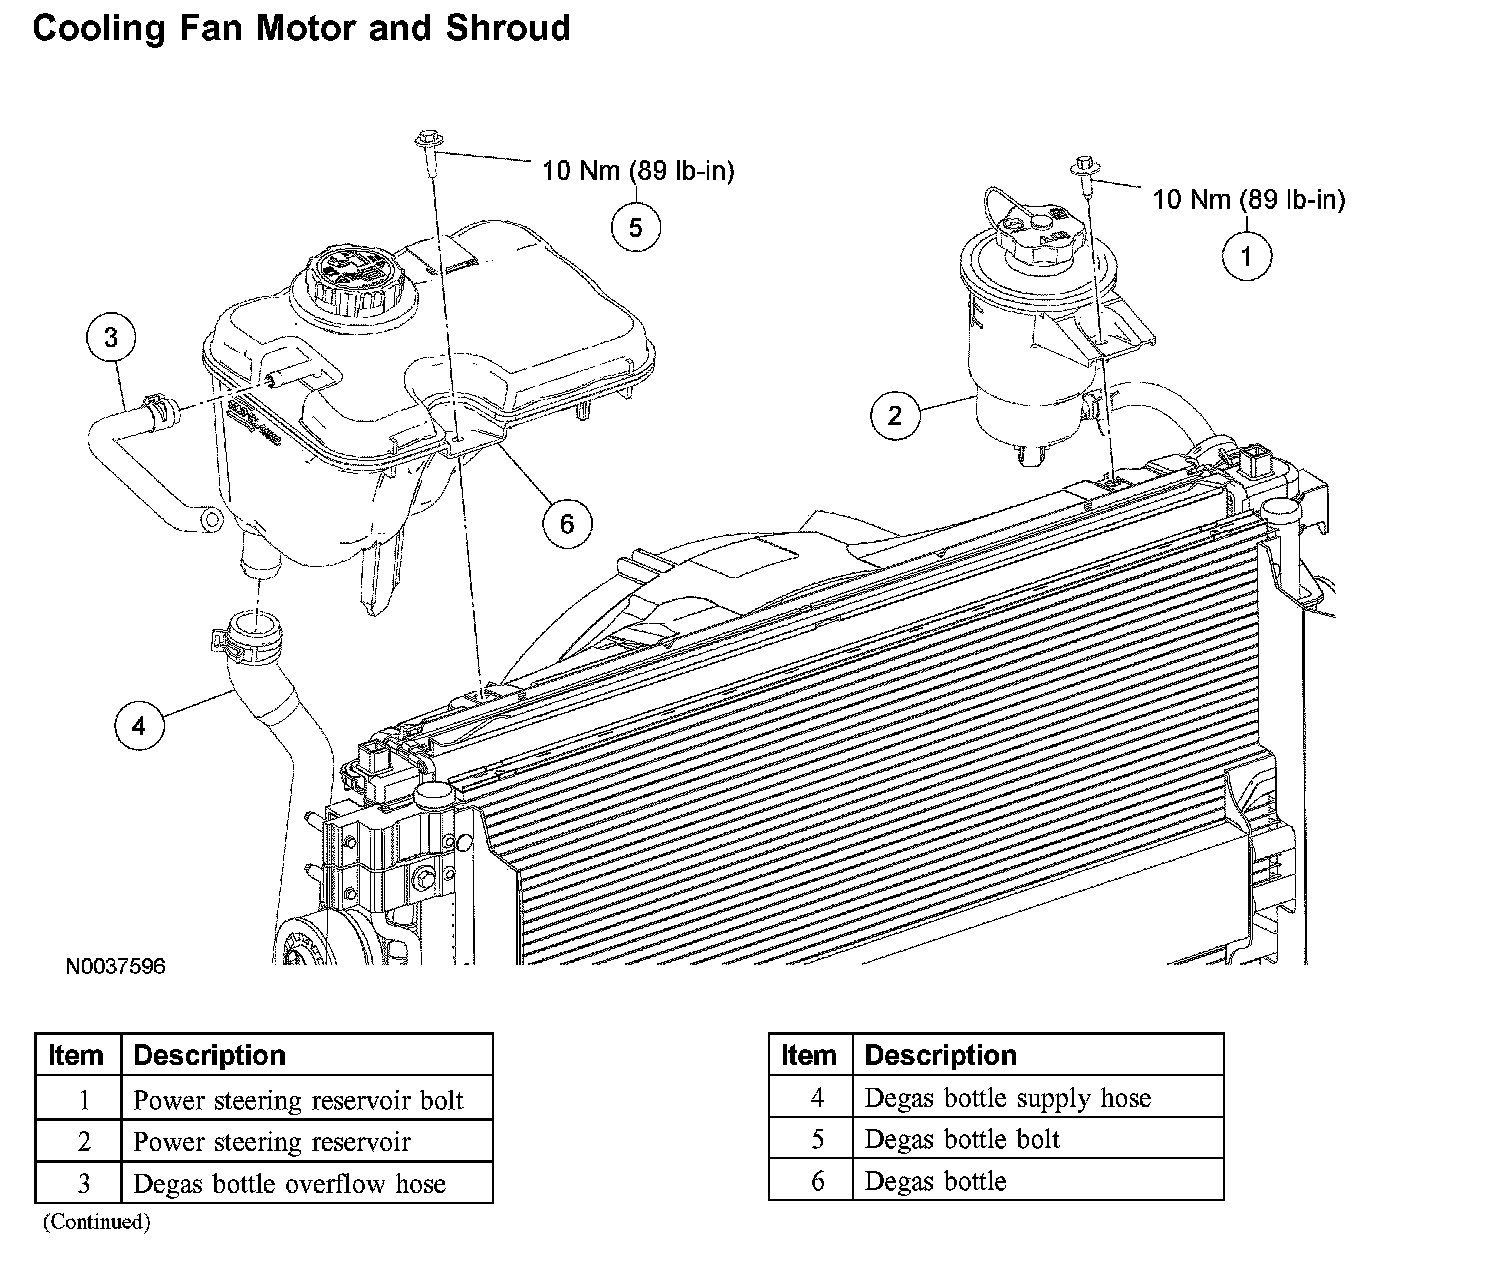 Cooling Fan Motor and Shroud
10 Nm (89 lb-in)
5
10 Nm (89 lb-in)
1
3
2
6
4
N0037596
Item Description
1 Power steering reservoir bolt
2 Power steering reservoir
3 Degas bottle overflow hose
(Continued)
Item Description
4 Degas bottle supply hose
5 Degas bottle bolt
6 Degas bottle